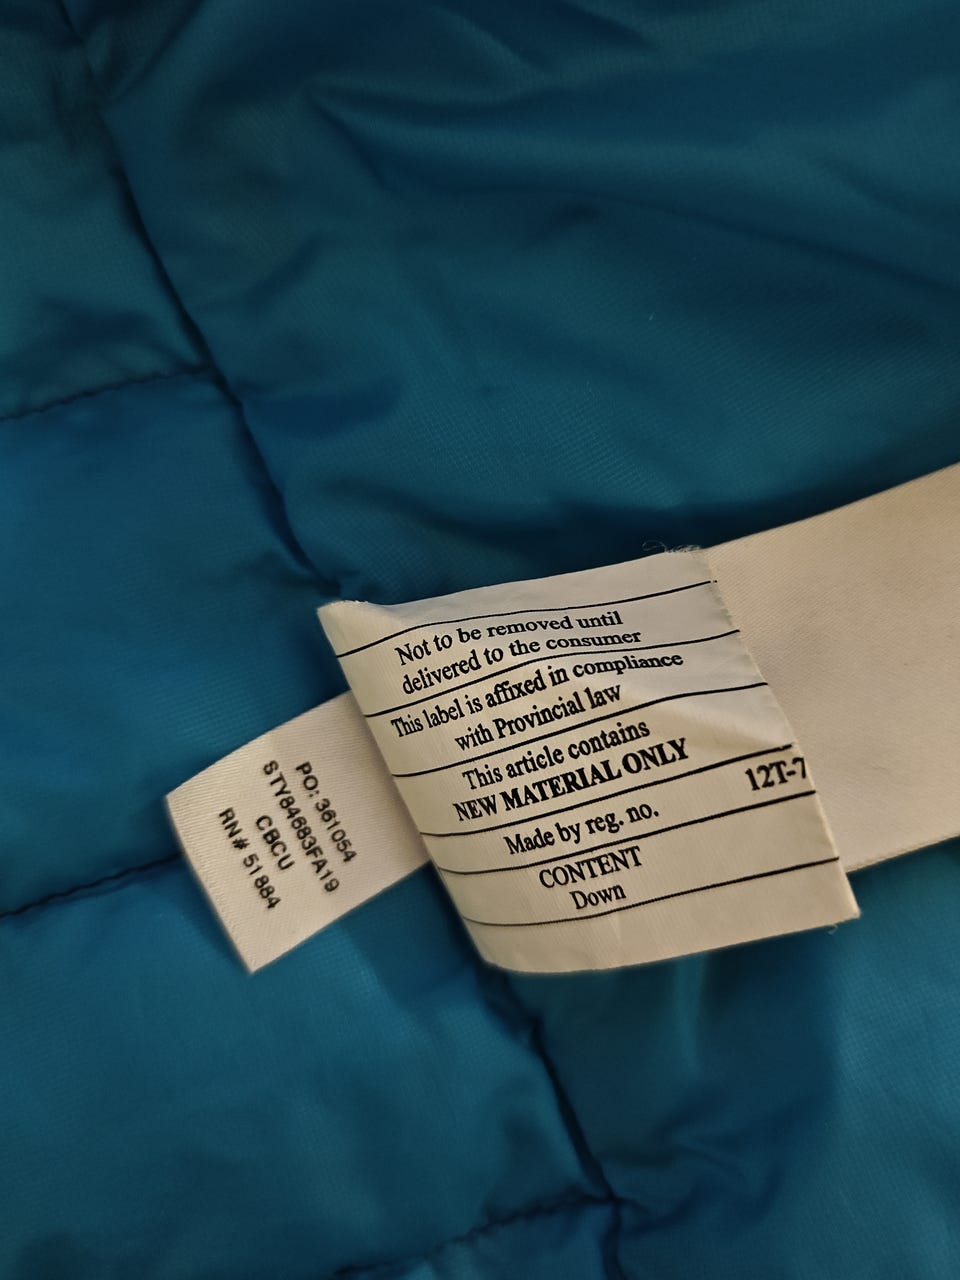 Not to be removed until
delivered to the consumer
This label is affixed in compliance
with Provincial law
This article contains
NEW MATERIAL ONLY
Made by reg. no. 12T-7
CONTENT
Down
PO: 361054
STY84683FA19
CBCU
RN# 51884